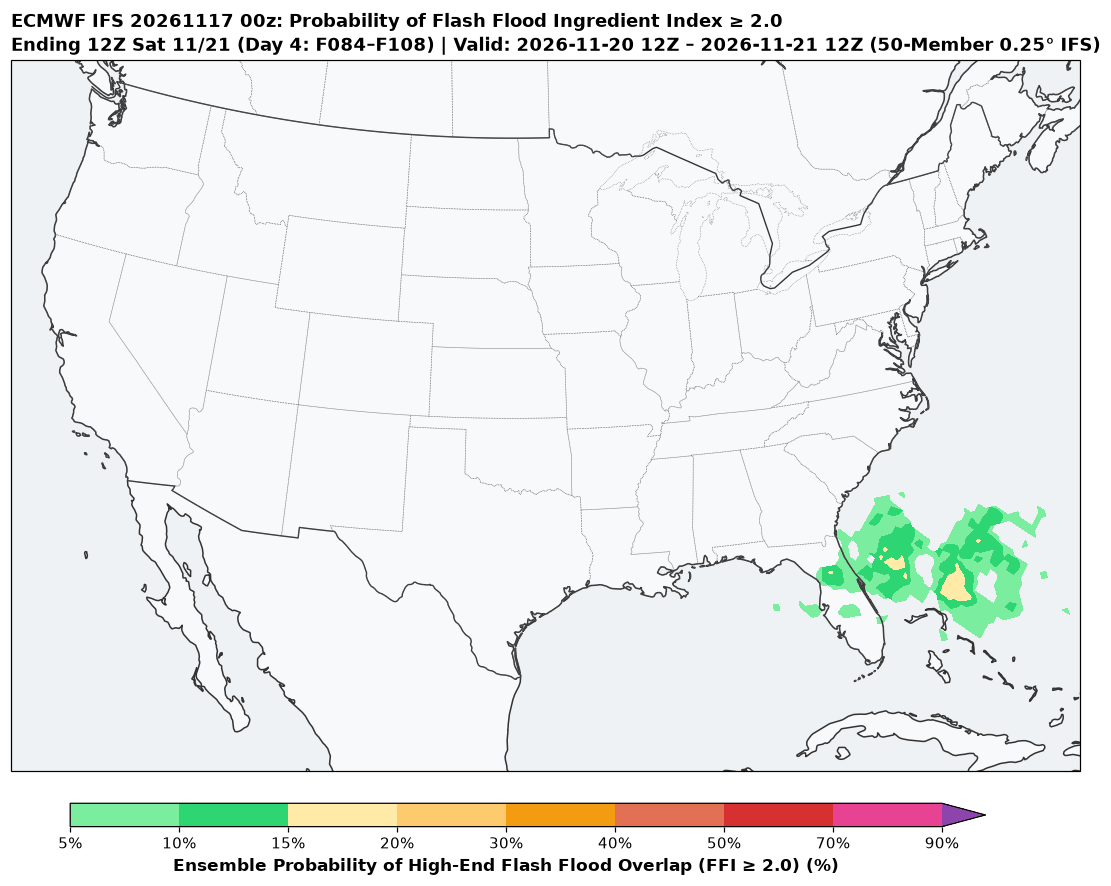 ECMWF IFS 20261117 00z: Probability of Flash Flood Ingredient Index ≥ 2.0
Ending 12Z Sat 11/21 (Day 4: F084–F108) | Valid: 2026-11-20 12Z – 2026-11-21 12Z (50-Member 0.25° IFS)
5% 10% 15% 20% 30% 40% 50% 70% 90%
Ensemble Probability of High-End Flash Flood Overlap (FFI ≥ 2.0) (%)